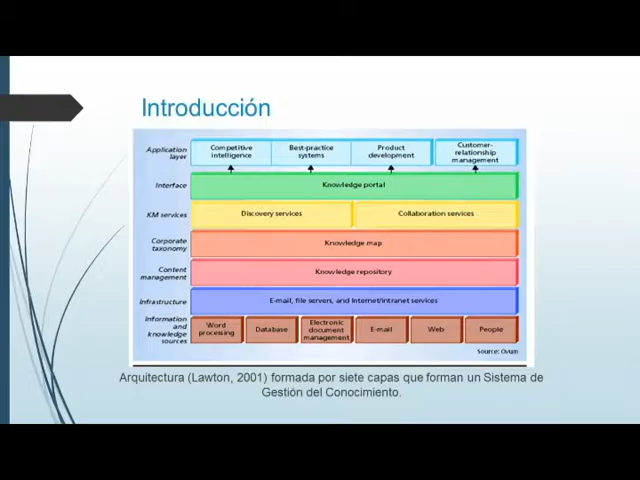 Introducción
Application layer
Competitive intelligence
Best-practice systems
Product development
Customer-relationship management
Interface
Knowledge portal
KM services
Discovery services
Collaboration services
Corporate taxonomy
Knowledge map
Content management
Knowledge repository
Infrastructure
E-mail, file servers, and Internet/intranet services
Information and knowledge sources
Word processing
Database
Electronic document management
E-mail
Web
People
Source: Ovum
Arquitectura (Lawton, 2001) formada por siete capas que forman un Sistema de
Gestión del Conocimiento.